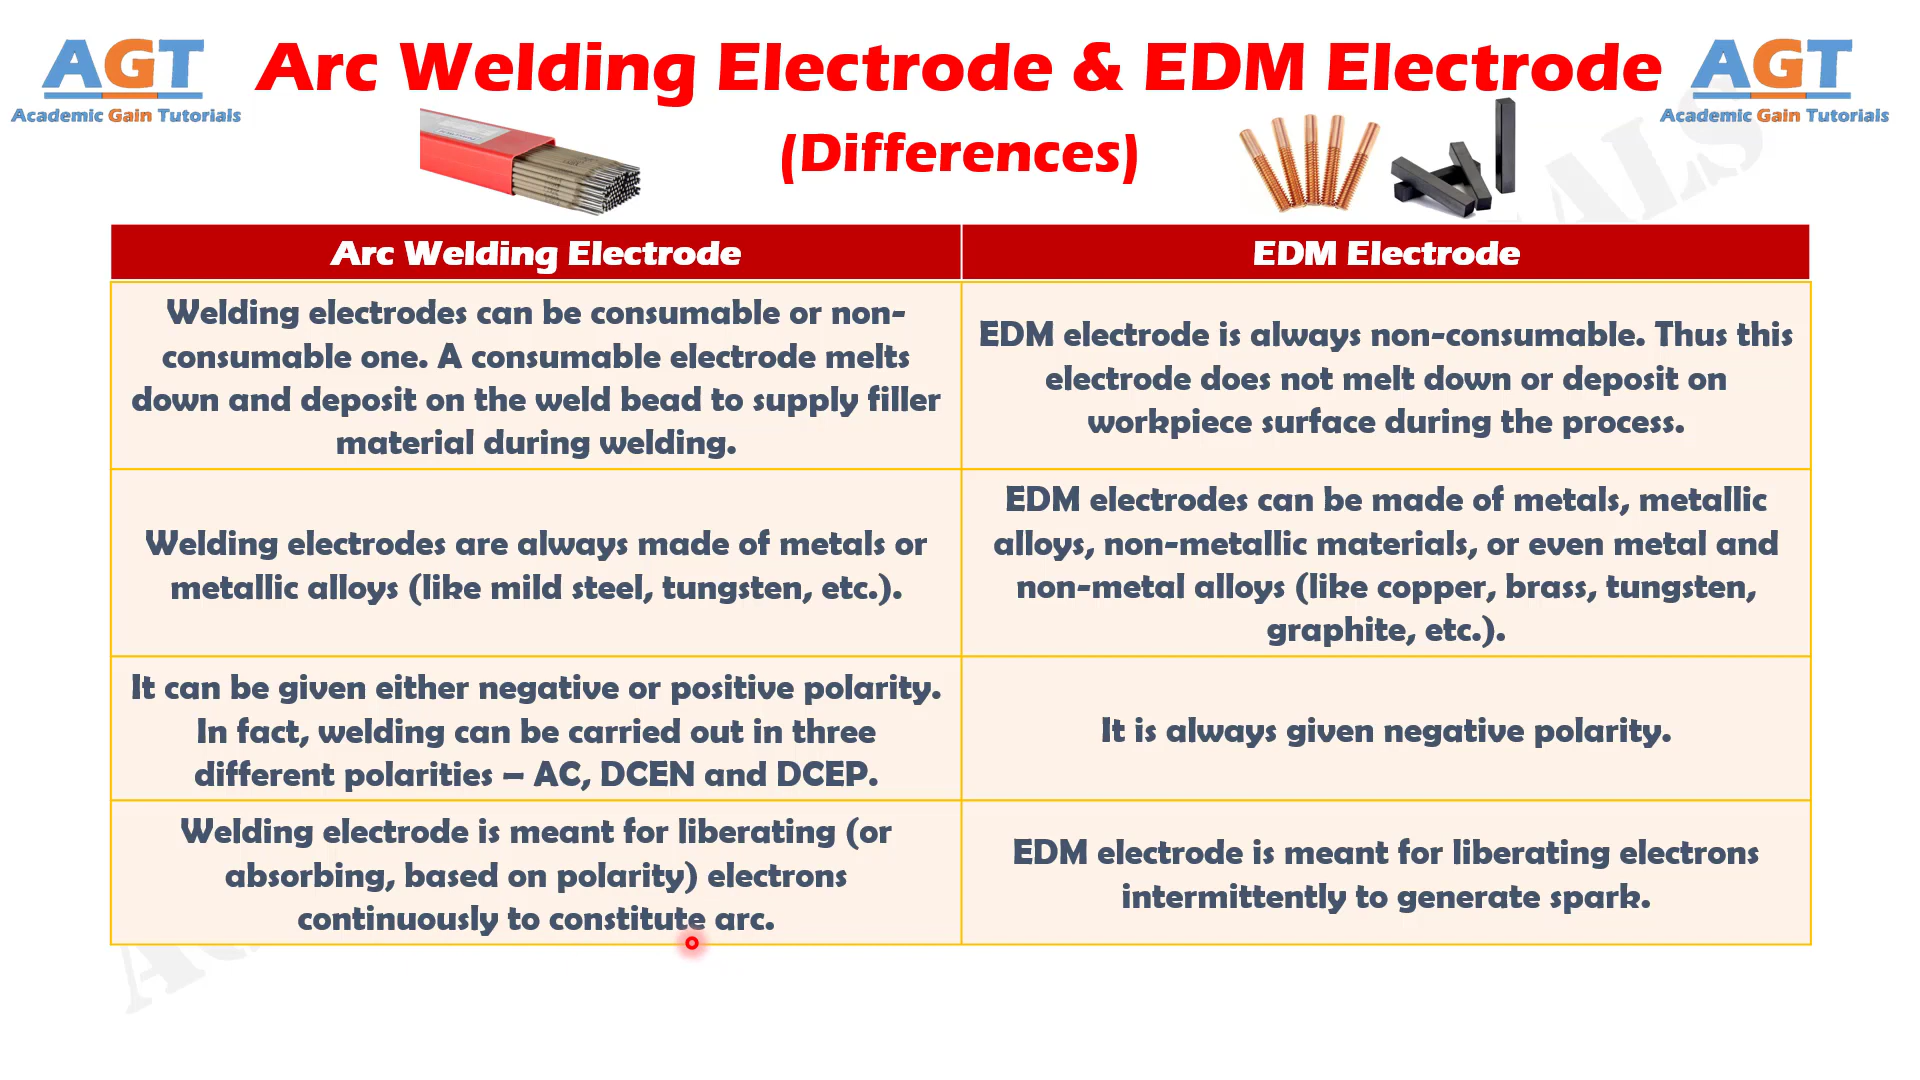 AGT
Academic Gain Tutorials
Arc Welding Electrode & EDM Electrode
(Differences)
AGT
Academic Gain Tutorials
Arc Welding Electrode
EDM Electrode
Welding electrodes can be consumable or non-
consumable one. A consumable electrode melts
down and deposit on the weld bead to supply filler
material during welding.
EDM electrode is always non-consumable. Thus this
electrode does not melt down or deposit on
workpiece surface during the process.
Welding electrodes are always made of metals or
metallic alloys (like mild steel, tungsten, etc.).
EDM electrodes can be made of metals, metallic
alloys, non-metallic materials, or even metal and
non-metal alloys (like copper, brass, tungsten,
graphite, etc.).
It can be given either negative or positive polarity.
In fact, welding can be carried out in three
different polarities – AC, DCEN and DCEP.
It is always given negative polarity.
Welding electrode is meant for liberating (or
absorbing, based on polarity) electrons
continuously to constitute arc.
EDM electrode is meant for liberating electrons
intermittently to generate spark.